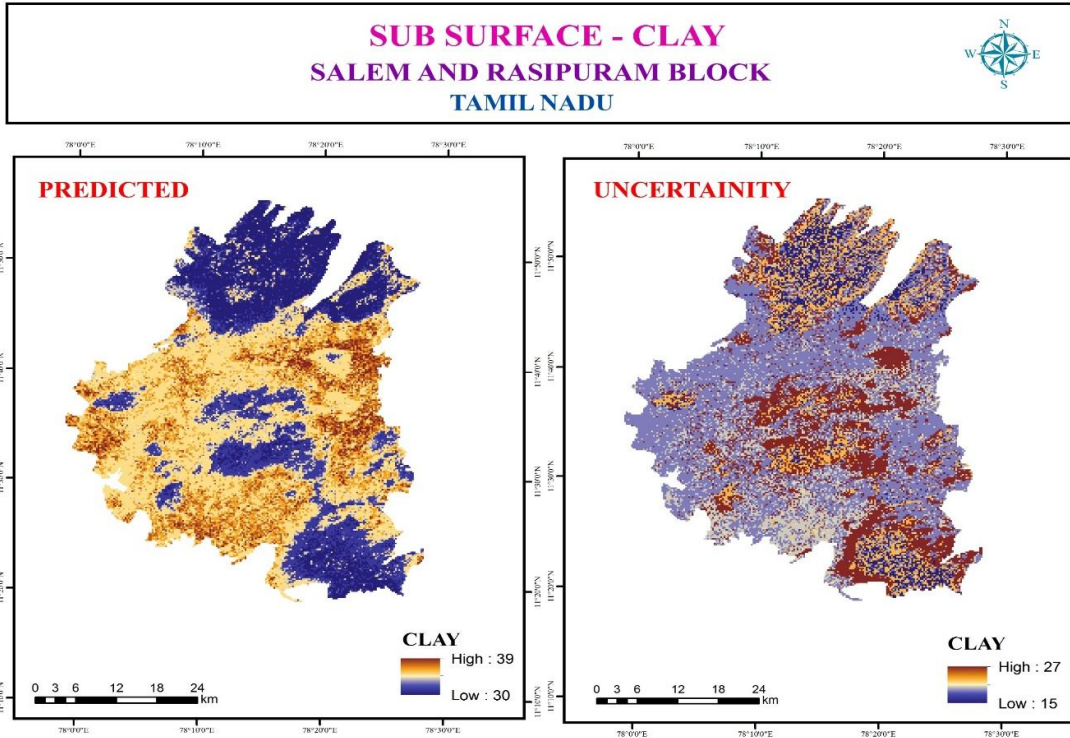 SUB SURFACE - CLAY
SALEM AND RASIPURAM BLOCK
TAMIL NADU
N
W E
S
78°0'0"E 78°10'0"E 78°20'0"E 78°30'0"E
78°0'0"E 78°10'0"E 78°20'0"E 78°30'0"E
PREDICTED
UNCERTAINITY
CLAY
High : 39
Low : 30
0 3 6 12 18 24
km
CLAY
High : 27
Low : 15
0 3 6 12 18 24
km
78°0'0"E 78°10'0"E 78°20'0"E 78°30'0"E
78°0'0"E 78°10'0"E 78°20'0"E 78°30'0"E